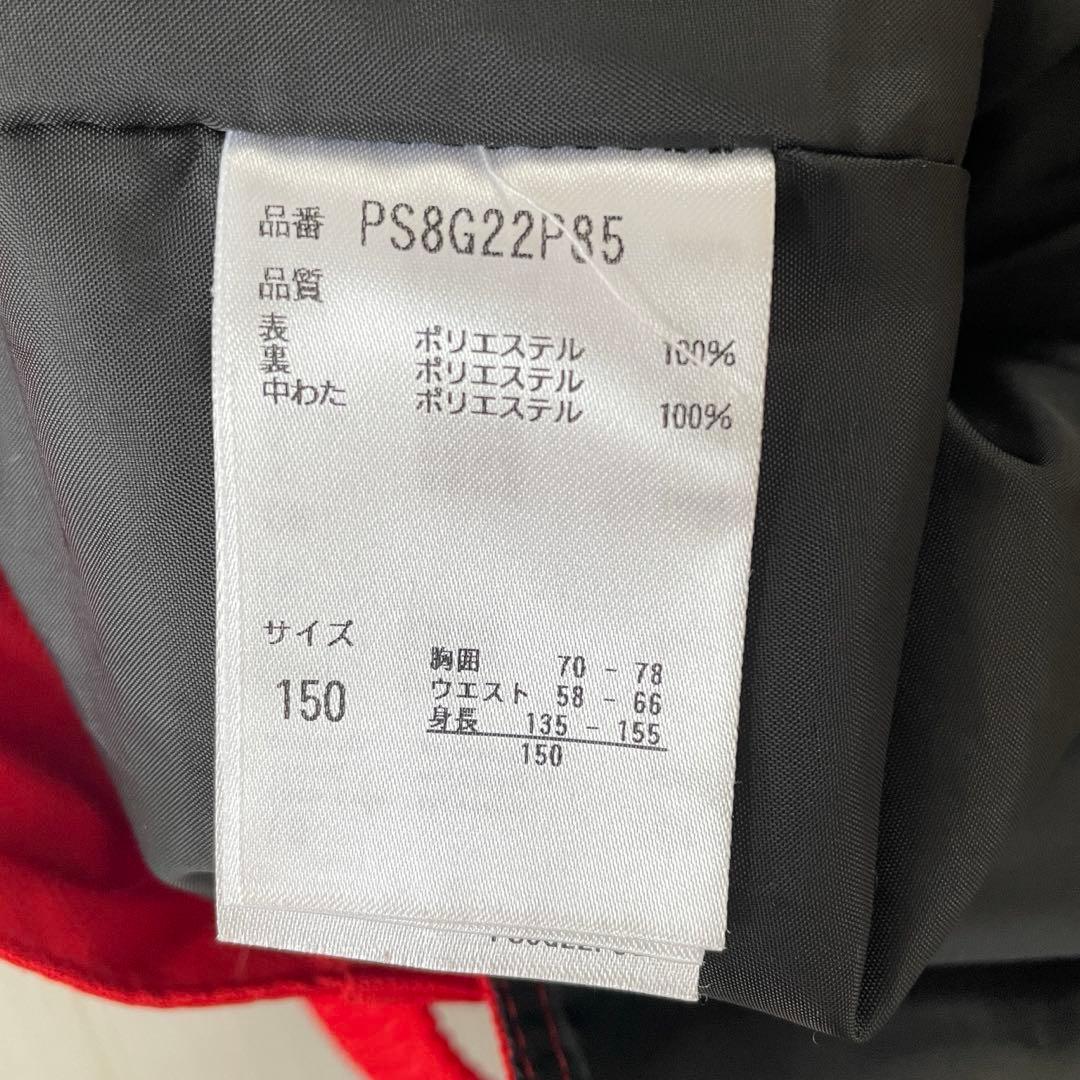 品番 PS8G22P85
品質
表 ポリエステル 100%
裏 ポリエステル
中わた ポリエステル 100%
サイズ
150
胸囲 70 - 78
ウエスト 58 - 66
身長 135 - 155
150